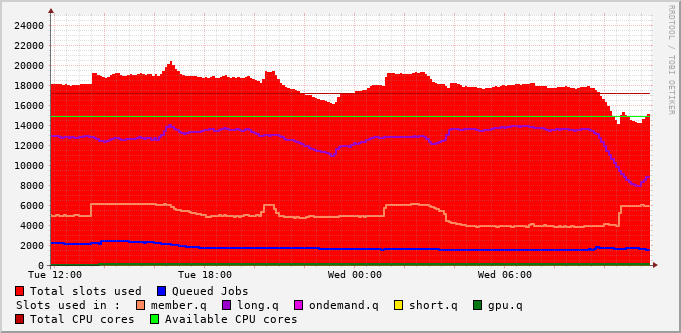 24000
22000
20000
18000
16000
14000
12000
10000
8000
6000
4000
2000
0
Tue 12:00 Tue 18:00 Wed 00:00 Wed 06:00
RRDTOOL / TOBI OETIKER
Total slots used Queued Jobs
Slots used in : member.q long.q ondemand.q short.q gpu.q
Total CPU cores Available CPU cores